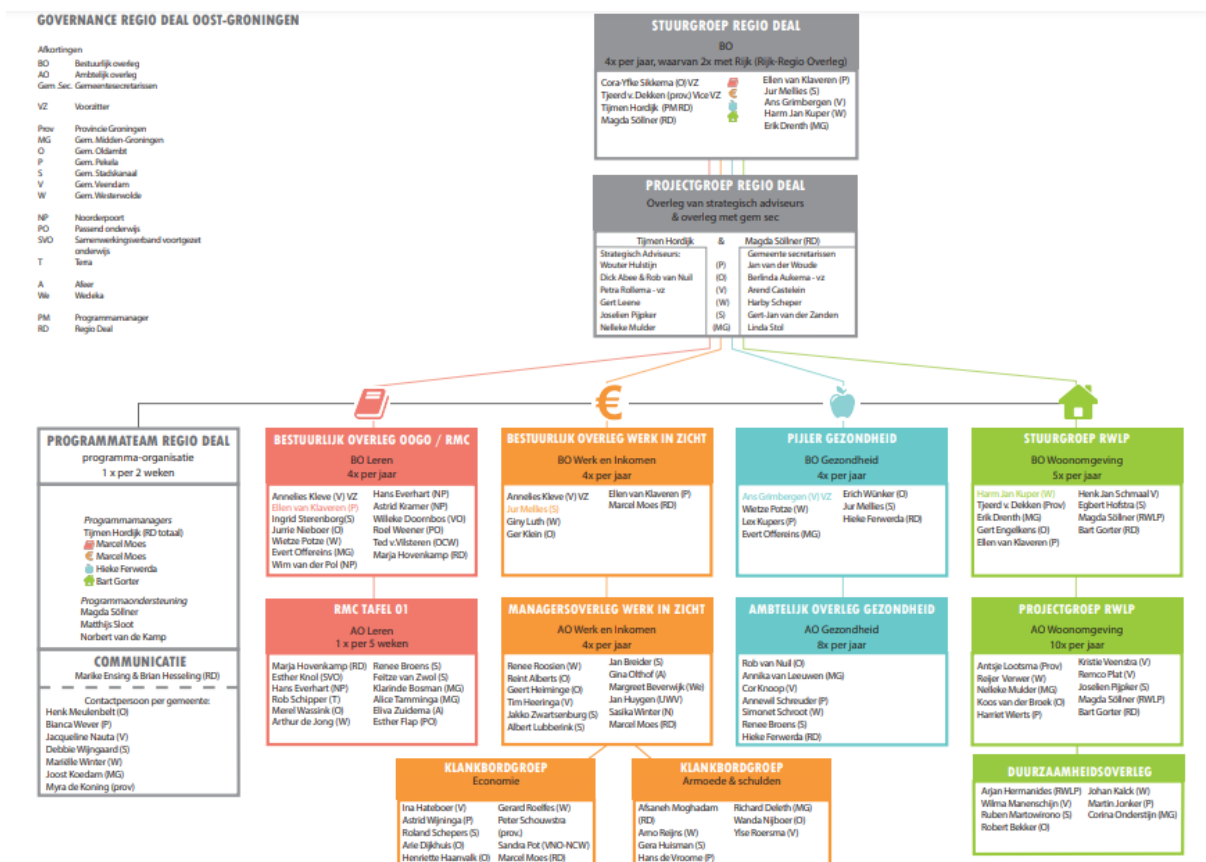 GOVERNANCE REGIO DEAL OOST-GRONINGEN
Afkortingen
BO Bestuurlijk overleg
AO Ambtelijk overleg
Gem. Sec. Gemeentesecretarissen
VZ Voorzitter
Prov Provincie Groningen
MG Gem. Midden-Groningen
O Gem. Oldambt
P Gem. Pekela
S Gem. Stadskanaal
V Gem. Veendam
W Gem. Westerwolde
NP Noorderpoort
PO Passend onderwijs
SVO Samenwerkingsverband voortgezet
onderwijs
T Terra
A Afeer
We Wedeka
PM Programmamanager
RD Regio Deal
STUURGROEP REGIO DEAL
BO
4x per jaar, waarvan 2x met Rijk (Rijk-Regio Overleg)
Cora-Yfke Sikkema (O) VZ
Tjeerd v. Dekken (prov.) Vice VZ
Tijmen Hordijk (PM RD)
Magda Söllner (RD)
Ellen van Klaveren (P)
Jur Mellies (S)
Ans Grimbergen (V)
Harm Jan Kuper (W)
Erik Drenth (MG)
PROJECTGROEP REGIO DEAL
Overleg van strategisch adviseurs
& overleg met gem sec
Tijmen Hordijk & Magda Söllner (RD)
Strategisch Adviseurs: Gemeente secretarissen
Wouter Hulstijn (P) Jan van der Woude
Dick Abee & Rob van Nuil (O) Berlinda Aukema - vz
Petra Rollema - vz (V) Arend Castelein
Gert Leene (W) Harby Scheper
Joselien Pijpker (S) Gert-Jan van der Zanden
Nelleke Mulder (MG) Linda Stol
€
PROGRAMMATEAM REGIO DEAL
programma-organisatie
1 x per 2 weken
Programmamanagers
Tijmen Hordijk (RD totaal)
Marcel Moes
€ Marcel Moes
Hieke Ferwerda
Bart Gorter
Programmaondersteuning
Magda Söllner
Matthijs Sloot
Norbert van de Kamp
COMMUNICATIE
Marike Ensing & Brian Hesseling (RD)
Contactpersoon per gemeente:
Henk Meulenbelt (O)
Bianca Wever (P)
Jacqueline Nauta (V)
Debbie Wijngaard (S)
Mariëlle Winter (W)
Joost Koedam (MG)
Myra de Koning (prov)
BESTUURLIJK OVERLEG OOGO / RMC
BO Leren
4x per jaar
Annelies Kleve (V) VZ
Ellen van Klaveren (P)
Ingrid Sterenborg(S)
Jurrie Nieboer (O)
Wietze Potze (W)
Evert Offereins (MG)
Wim van der Pol (NP)
Hans Everhart (NP)
Astrid Kramer (NP)
Willeke Doornbos (VO)
Roel Weener (PO)
Ted v.Vilsteren (OCW)
Marja Hovenkamp (RD)
RMC TAFEL 01
AO Leren
1 x per 5 weken
Marja Hovenkamp (RD)
Esther Knol (SVO)
Hans Everhart (NP)
Rob Schipper (T)
Merel Wassink (O)
Arthur de Jong (W)
Renee Broens (S)
Feitze van Zwol (S)
Klarinde Bosman (MG)
Alice Tamminga (MG)
Eliva Zuidema (A)
Esther Flap (PO)
BESTUURLIJK OVERLEG WERK IN ZICHT
BO Werk en Inkomen
4x per jaar
Annelies Kleve (V) VZ
Jur Mellies (S)
Giny Luth (W)
Ger Klein (O)
Ellen van Klaveren (P)
Marcel Moes (RD)
MANAGERSOVERLEG WERK IN ZICHT
AO Werk en Inkomen
4x per jaar
Renee Roosien (W)
Reint Alberts (O)
Geert Heiminge (O)
Tim Heeringa (V)
Jakko Zwartsenburg (S)
Albert Lubberink (S)
Jan Breider (S)
Gina Olthof (A)
Margreet Beverwijk (We)
Jan Huygen (UWV)
Sasika Winter (N)
Marcel Moes (RD)
KLANKBORDGROEP
Economie
Ina Hateboer (V)
Astrid Wijninga (P)
Roland Schepers (S)
Arie Dijkhuis (O)
Henriette Haanvalk (O)
Gerard Roelfes (W)
Peter Schouwstra
(prov.)
Sandra Pot (VNO-NCW)
Marcel Moes (RD)
KLANKBORDGROEP
Armoede & schulden
Afsaneh Moghadam
(RD)
Arno Reijns (W)
Gera Huisman (S)
Hans de Vroome (P)
Richard Deleth (MG)
Wanda Nijboer (O)
Ylse Roersma (V)
PIJLER GEZONDHEID
BO Gezondheid
4x per jaar
Ans Grimbergen (V) VZ
Wietze Potze (W)
Lex Kupers (P)
Evert Offereins (MG)
Erich Wünker (O)
Jur Mellies (S)
Hieke Ferwerda (RD)
AMBTELIJK OVERLEG GEZONDHEID
AO Gezondheid
8x per jaar
Rob van Nuil (O)
Annika van Leeuwen (MG)
Cor Knoop (V)
Annewil Schreuder (P)
Simonet Schroot (W)
Renee Broens (S)
Hieke Ferwerda (RD)
STUURGROEP RWLP
BO Woonomgeving
5x per jaar
Harm Jan Kuper (W)
Tjeerd v. Dekken (Prov)
Erik Drenth (MG)
Gert Engelkens (O)
Ellen van Klaveren (P)
Henk Jan Schmaal V)
Egbert Hofstra (S)
Magda Söllner (RWLP)
Bart Gorter (RD)
PROJECTGROEP RWLP
AO Woonomgeving
10x per jaar
Antsje Lootsma (Prov)
Reijer Verwer (W)
Nelleke Mulder (MG)
Koos van der Broek (O)
Harriet Wierts (P)
Kristie Veenstra (V)
Remco Plat (V)
Joselien Pijpker (S)
Magda Söllner (RWLP)
Bart Gorter (RD)
DUURZAAMHEIDSOVERLEG
Arjan Hermanides (RWLP)
Wilma Manenschijn (V)
Ruben Martowirono (S)
Robert Bekker (O)
Johan Kalck (W)
Martin Jonker (P)
Corina Onderstijn (MG)